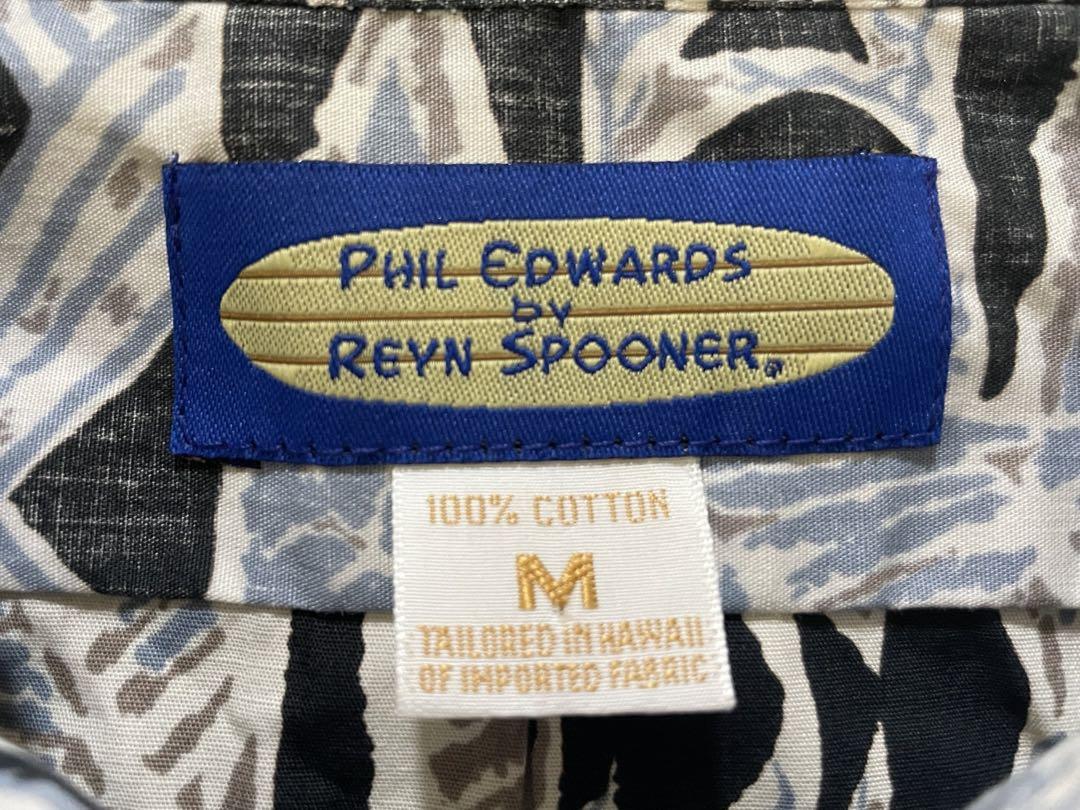 PHIL EDWARDS
by
REYN SPOONER®
100% COTTON
M
TAILORED IN HAWAII
OF IMPORTED FABRIC